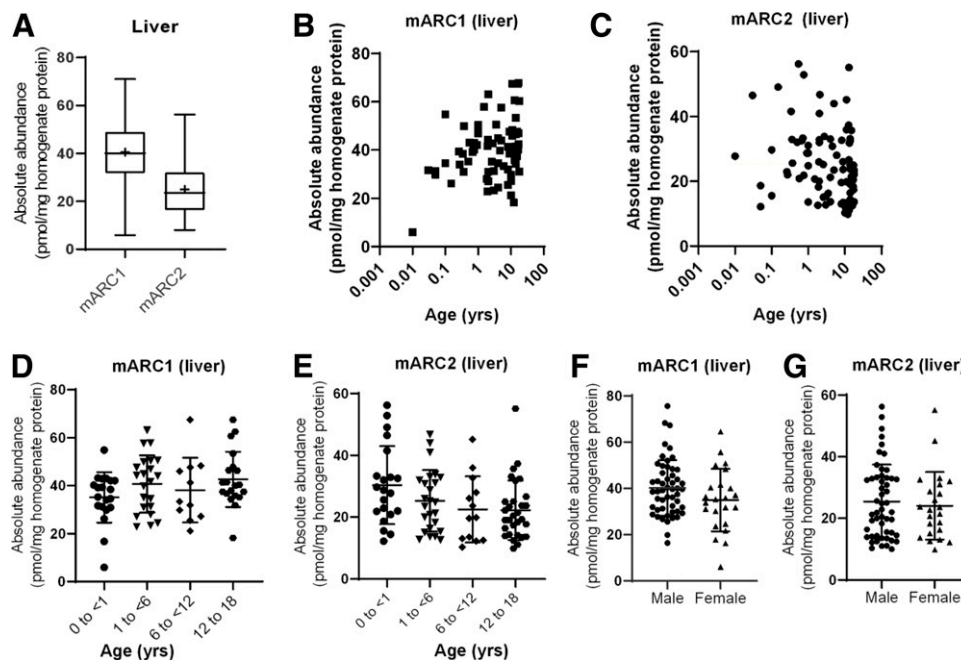 A
Liver
Absolute abundance
(pmol/mg homogenate protein)
80
60
40
20
0
mARC1
mARC2
B
mARC1 (liver)
Absolute abundance
(pmol/mg homogenate protein)
80
60
40
20
0
0.001
0.01
0.1
1
10
100
Age (yrs)
C
mARC2 (liver)
Absolute abundance
(pmol/mg homogenate protein)
60
40
20
0
0.001
0.01
0.1
1
10
100
Age (yrs)
D
mARC1 (liver)
Absolute abundance
(pmol/mg homogenate protein)
80
60
40
20
0
0 to <1
1 to <6
6 to <12
12 to 18
Age (yrs)
E
mARC2 (liver)
Absolute abundance
(pmol/mg homogenate protein)
60
40
20
0
0 to <1
1 to <6
6 to <12
12 to 18
Age (yrs)
F
mARC1 (liver)
Absolute abundance
(pmol/mg homogenate protein)
80
60
40
20
0
Male Female
G
mARC2 (liver)
Absolute abundance
(pmol/mg homogenate protein)
60
40
20
0
Male Female